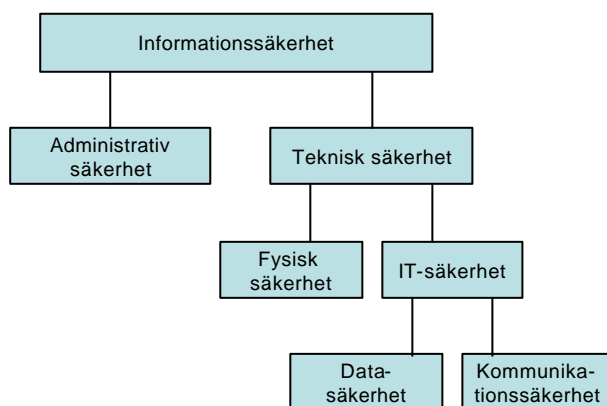 Informationssäkerhet
Administrativ
säkerhet
Teknisk säkerhet
Fysisk
säkerhet
IT-säkerhet
Data-
säkerhet
Kommunika-
tionssäkerhet